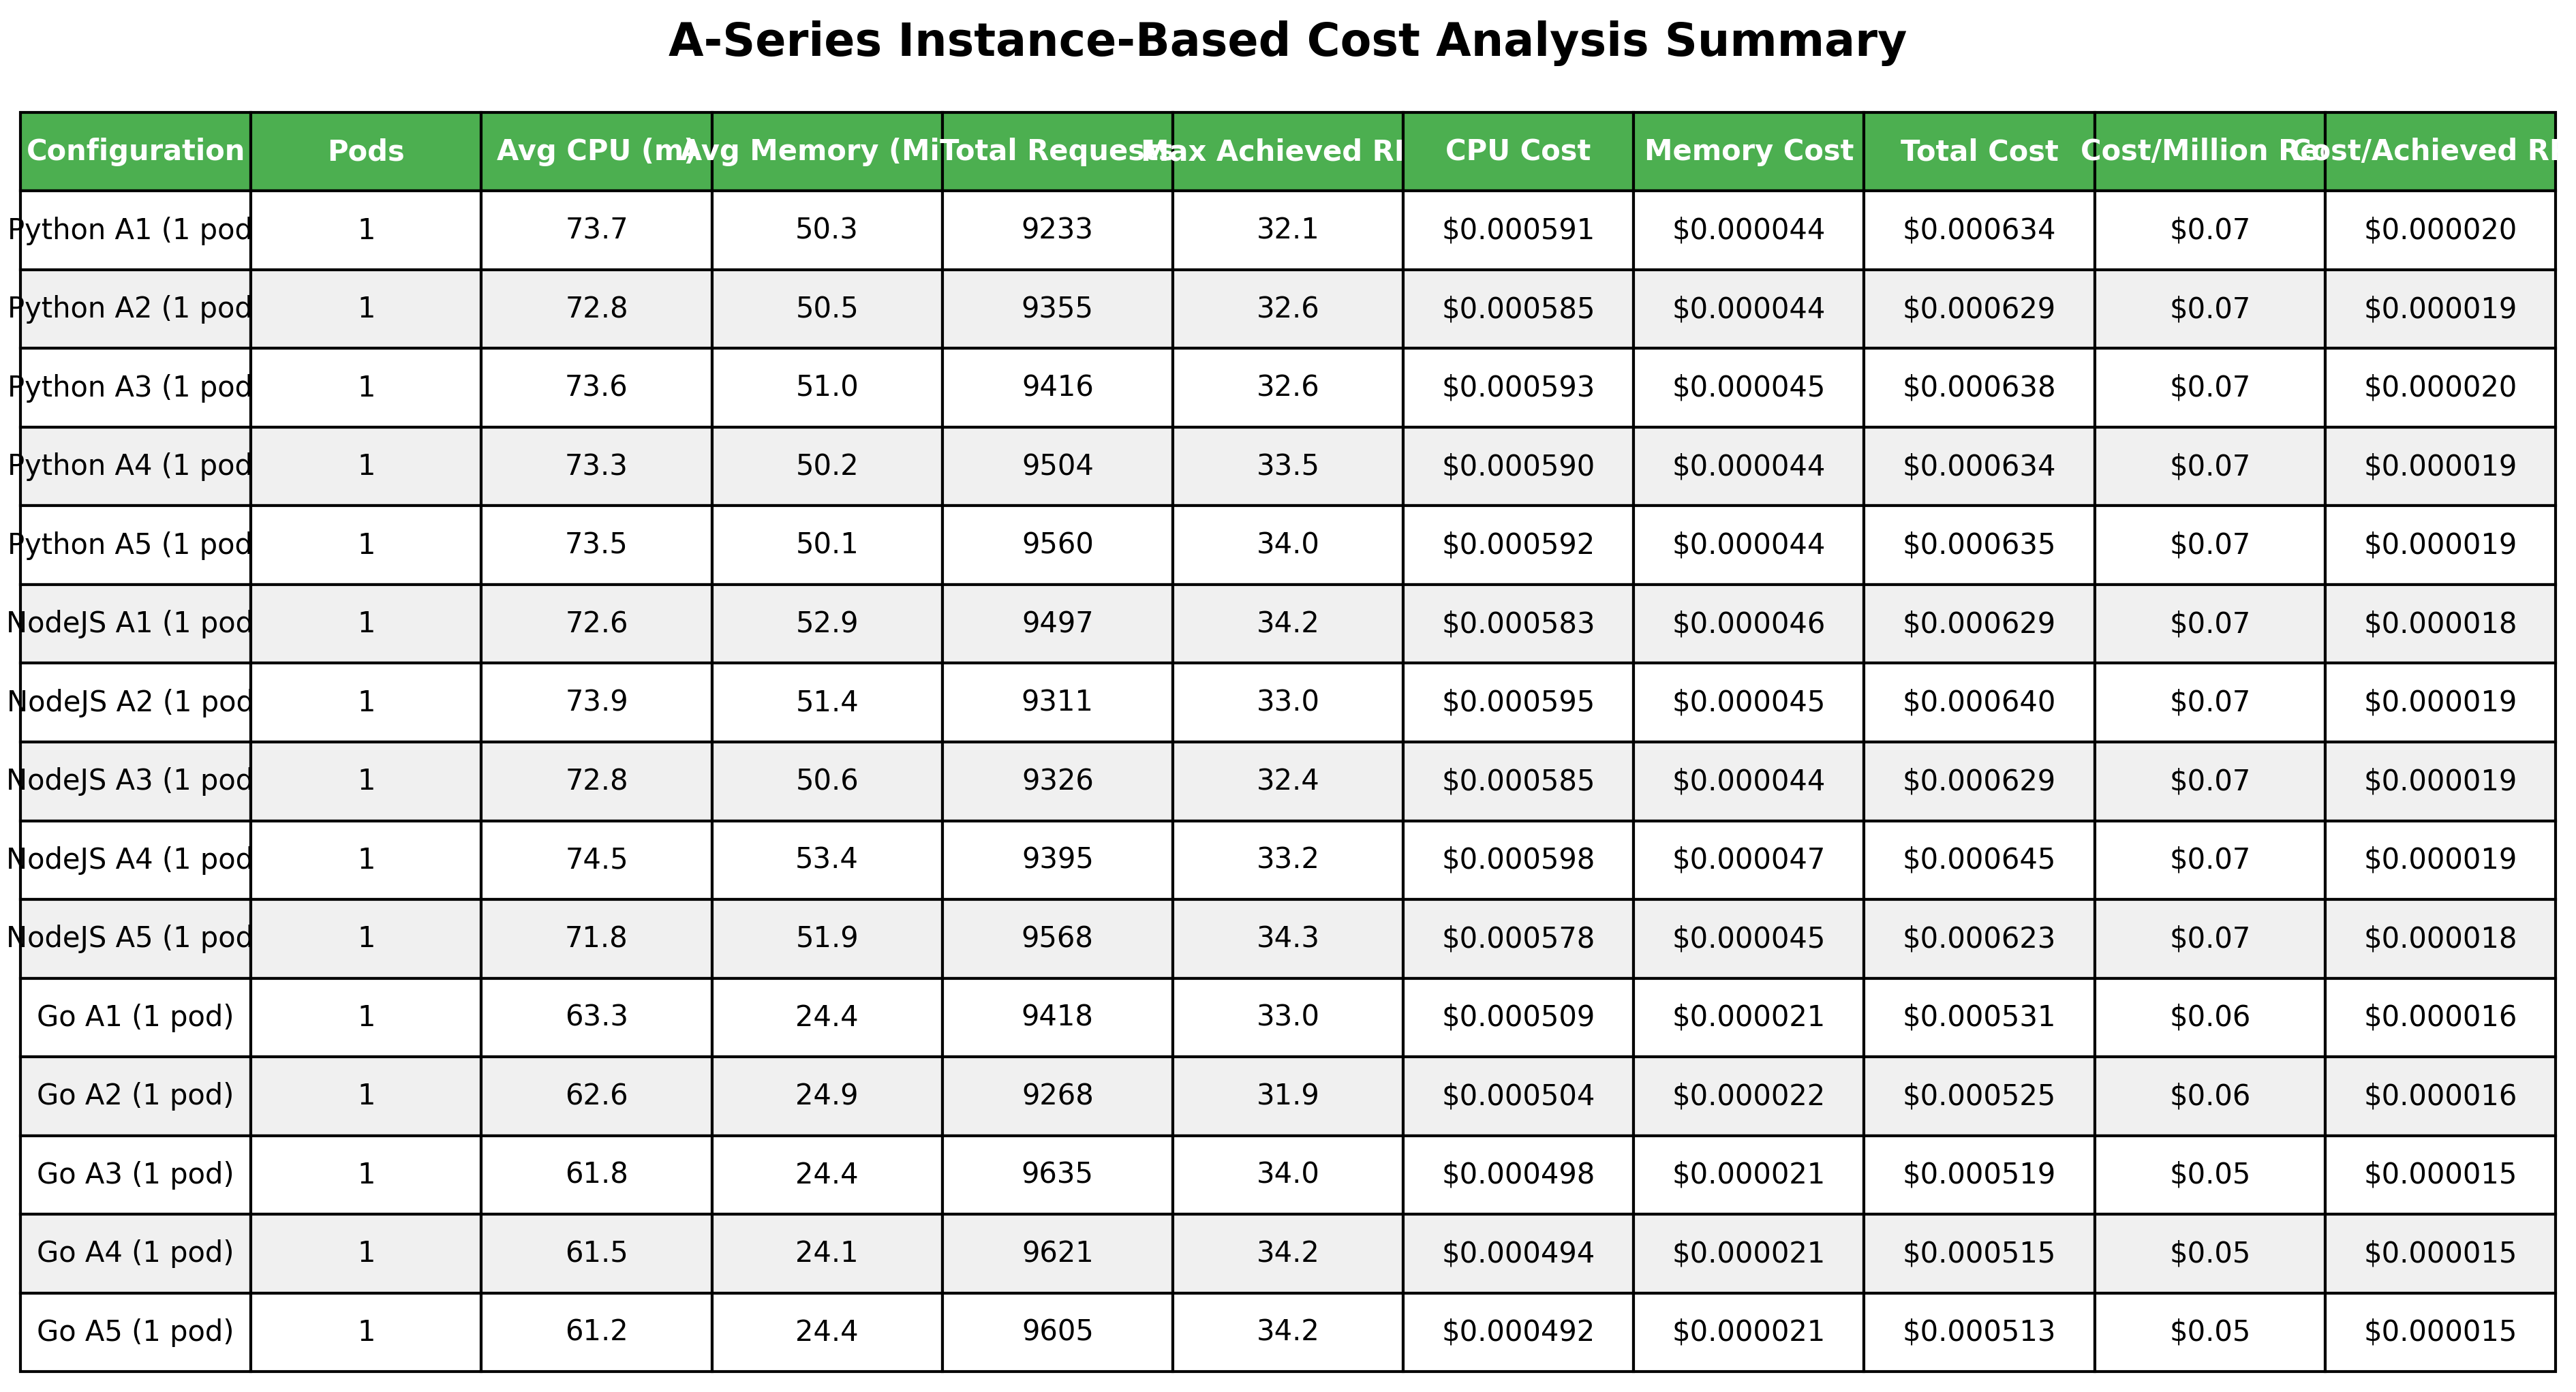 A-Series Instance-Based Cost Analysis Summary
Configuration Pods Avg CPU (m) Avg Memory (Mi Total Requests Max Achieved R CPU Cost Memory Cost Total Cost Cost/Million Re Cost/Achieved R
Python A1 (1 pod 1 73.7 50.3 9233 32.1 $0.000591 $0.000044 $0.000634 $0.07 $0.000020
Python A2 (1 pod 1 72.8 50.5 9355 32.6 $0.000585 $0.000044 $0.000629 $0.07 $0.000019
Python A3 (1 pod 1 73.6 51.0 9416 32.6 $0.000593 $0.000045 $0.000638 $0.07 $0.000020
Python A4 (1 pod 1 73.3 50.2 9504 33.5 $0.000590 $0.000044 $0.000634 $0.07 $0.000019
Python A5 (1 pod 1 73.5 50.1 9560 34.0 $0.000592 $0.000044 $0.000635 $0.07 $0.000019
NodeJS A1 (1 pod 1 72.6 52.9 9497 34.2 $0.000583 $0.000046 $0.000629 $0.07 $0.000018
NodeJS A2 (1 pod 1 73.9 51.4 9311 33.0 $0.000595 $0.000045 $0.000640 $0.07 $0.000019
NodeJS A3 (1 pod 1 72.8 50.6 9326 32.4 $0.000585 $0.000044 $0.000629 $0.07 $0.000019
NodeJS A4 (1 pod 1 74.5 53.4 9395 33.2 $0.000598 $0.000047 $0.000645 $0.07 $0.000019
NodeJS A5 (1 pod 1 71.8 51.9 9568 34.3 $0.000578 $0.000045 $0.000623 $0.07 $0.000018
Go A1 (1 pod) 1 63.3 24.4 9418 33.0 $0.000509 $0.000021 $0.000531 $0.06 $0.000016
Go A2 (1 pod) 1 62.6 24.9 9268 31.9 $0.000504 $0.000022 $0.000525 $0.06 $0.000016
Go A3 (1 pod) 1 61.8 24.4 9635 34.0 $0.000498 $0.000021 $0.000519 $0.05 $0.000015
Go A4 (1 pod) 1 61.5 24.1 9621 34.2 $0.000494 $0.000021 $0.000515 $0.05 $0.000015
Go A5 (1 pod) 1 61.2 24.4 9605 34.2 $0.000492 $0.000021 $0.000513 $0.05 $0.000015